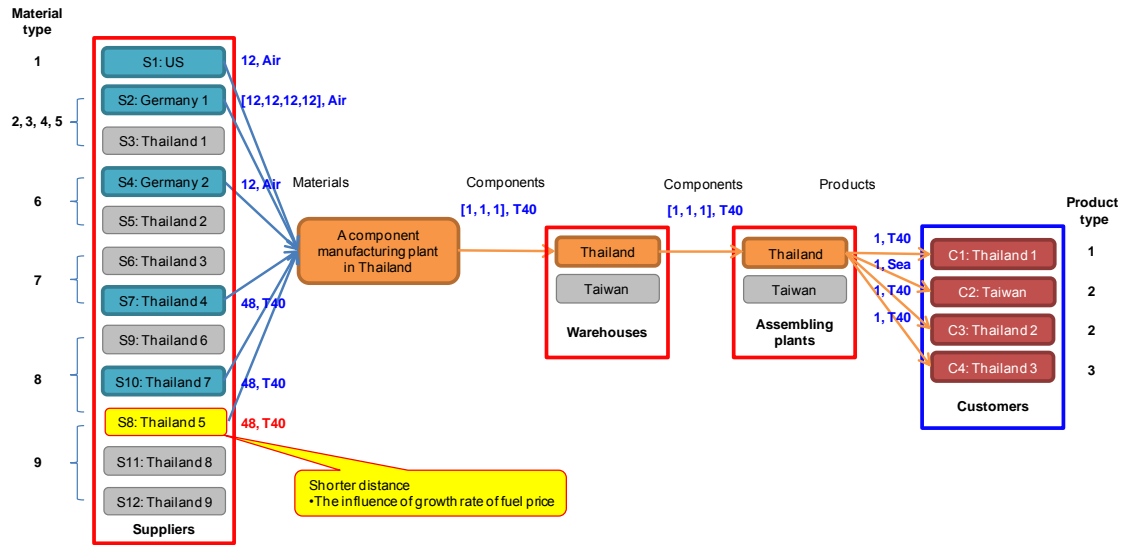 Material
type
1
2, 3, 4, 5
6
7
8
9
S1: US
S2: Germany 1
S3: Thailand 1
S4: Germany 2
S5: Thailand 2
S6: Thailand 3
S7: Thailand 4
S9: Thailand 6
S10: Thailand 7
S8: Thailand 5
S11: Thailand 8
S12: Thailand 9
Suppliers
12, Air
[12,12,12,12], Air
12, Air
48, T40
48, T40
48, T40
Shorter distance
•The influence of growth rate of fuel price
Materials
A component
manufacturing plant
in Thailand
Components
[1, 1, 1], T40
Thailand
Taiwan
Warehouses
Components
[1, 1, 1], T40
Thailand
Taiwan
Assembling
plants
Products
1, T40
1, Sea
1, T40
1, T40
C1: Thailand 1
C2: Taiwan
C3: Thailand 2
C4: Thailand 3
Customers
Product
type
1
2
2
3